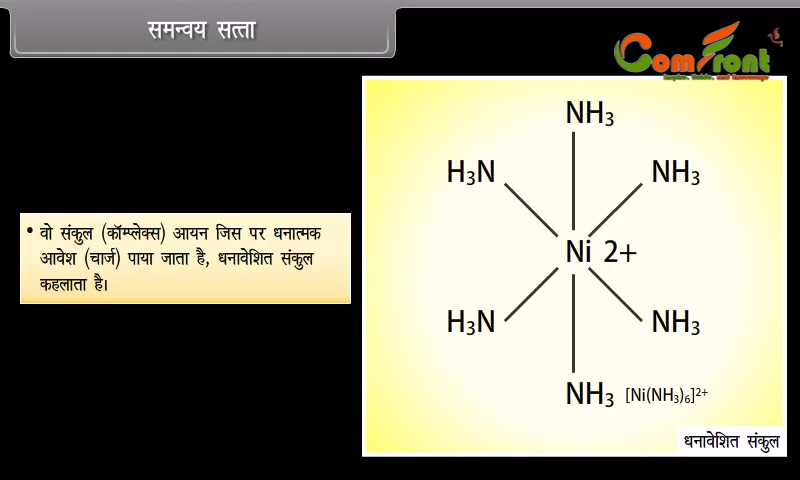 समन्वय सत्ता
Comfront
• वो संकुल (कॉम्प्लेक्स) आयन जिस पर धनात्मक
आवेश (चार्ज) पाया जाता है, धनावेशित संकुल
कहलाता है।
NH₃
H₃N NH₃
Ni 2+
H₃N NH₃
NH₃ [Ni(NH₃)₆]²⁺
धनावेशित संकुल